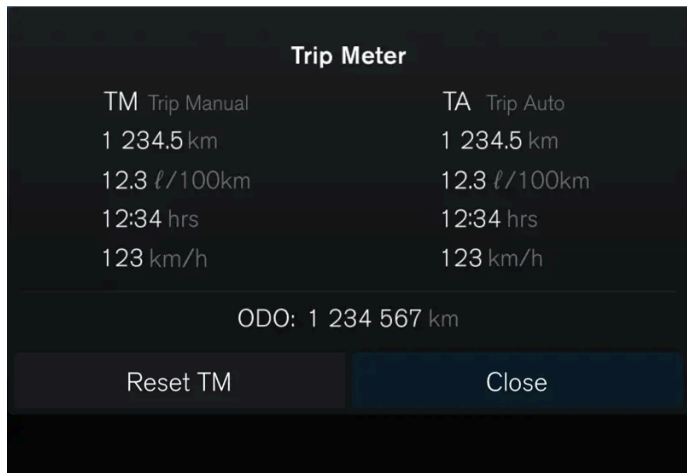 Trip Meter
TM Trip Manual
1 234.5 km
12.3 ℓ/100km
12:34 hrs
123 km/h
TA Trip Auto
1 234.5 km
12.3 ℓ/100km
12:34 hrs
123 km/h
ODO: 1 234 567 km
Reset TM
Close